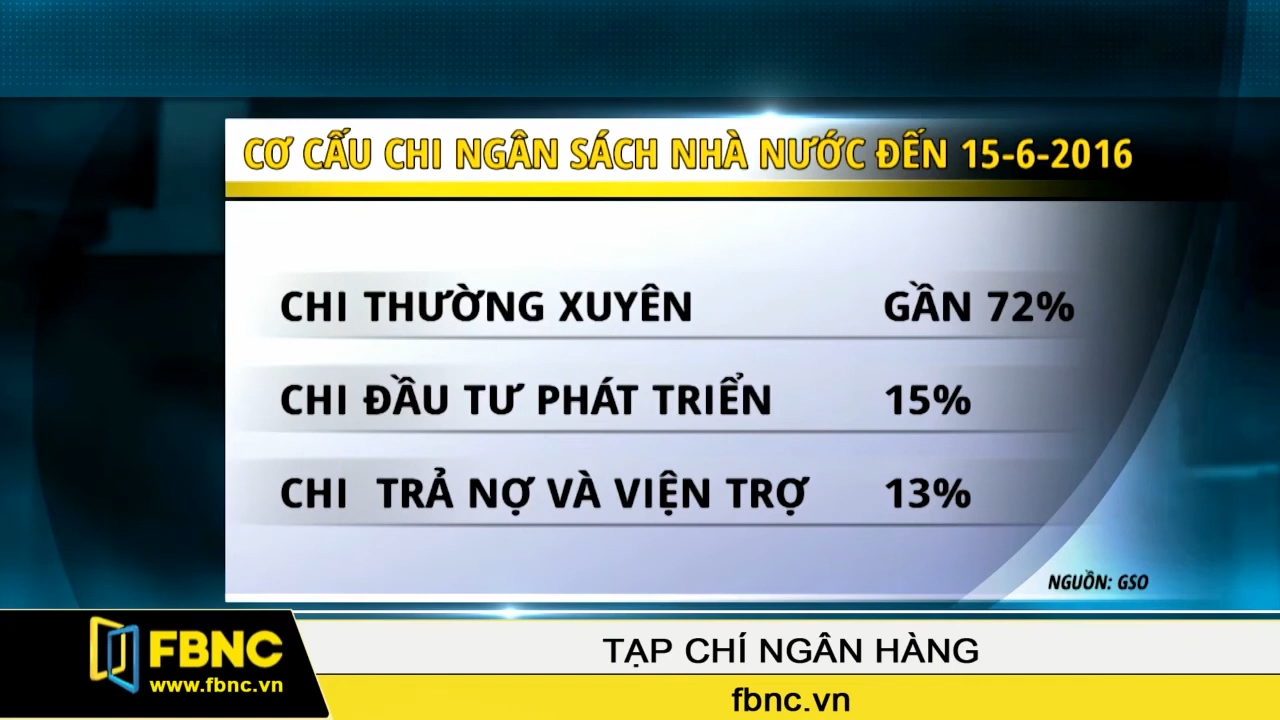 CƠ CẤU CHI NGÂN SÁCH NHÀ NƯỚC ĐẾN 15-6-2016
CHI THƯỜNG XUYÊN GẦN 72%
CHI ĐẦU TƯ PHÁT TRIỂN 15%
CHI TRẢ NỢ VÀ VIỆN TRỢ 13%
NGUỒN: GSO
FBNC
www.fbnc.vn
TẠP CHÍ NGÂN HÀNG
fbnc.vn